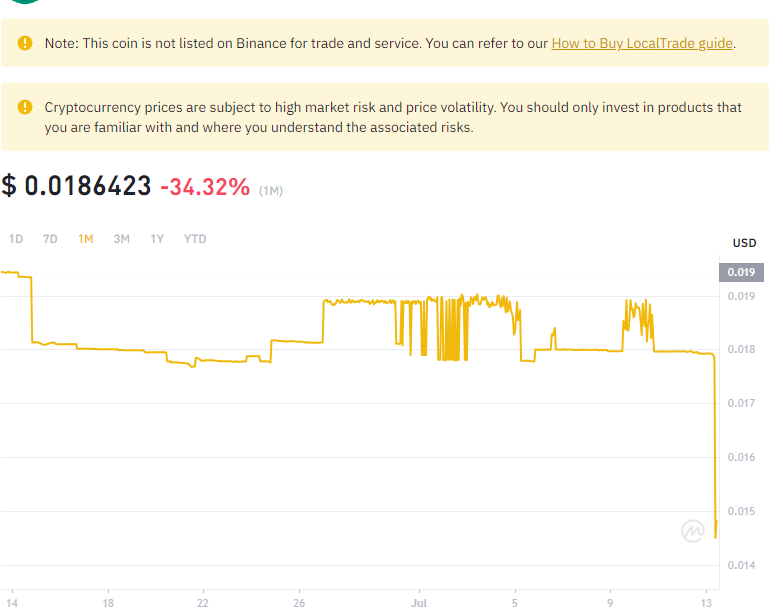 Note: This coin is not listed on Binance for trade and service. You can refer to our How to Buy LocalTrade guide.
Cryptocurrency prices are subject to high market risk and price volatility. You should only invest in products that
you are familiar with and where you understand the associated risks.
$ 0.0186423 -34.32% (1M)
1D 7D 1M 3M 1Y YTD
USD
0.019
0.019
0.018
0.017
0.016
0.015
0.014
14 18 22 26 Jul 5 9 13